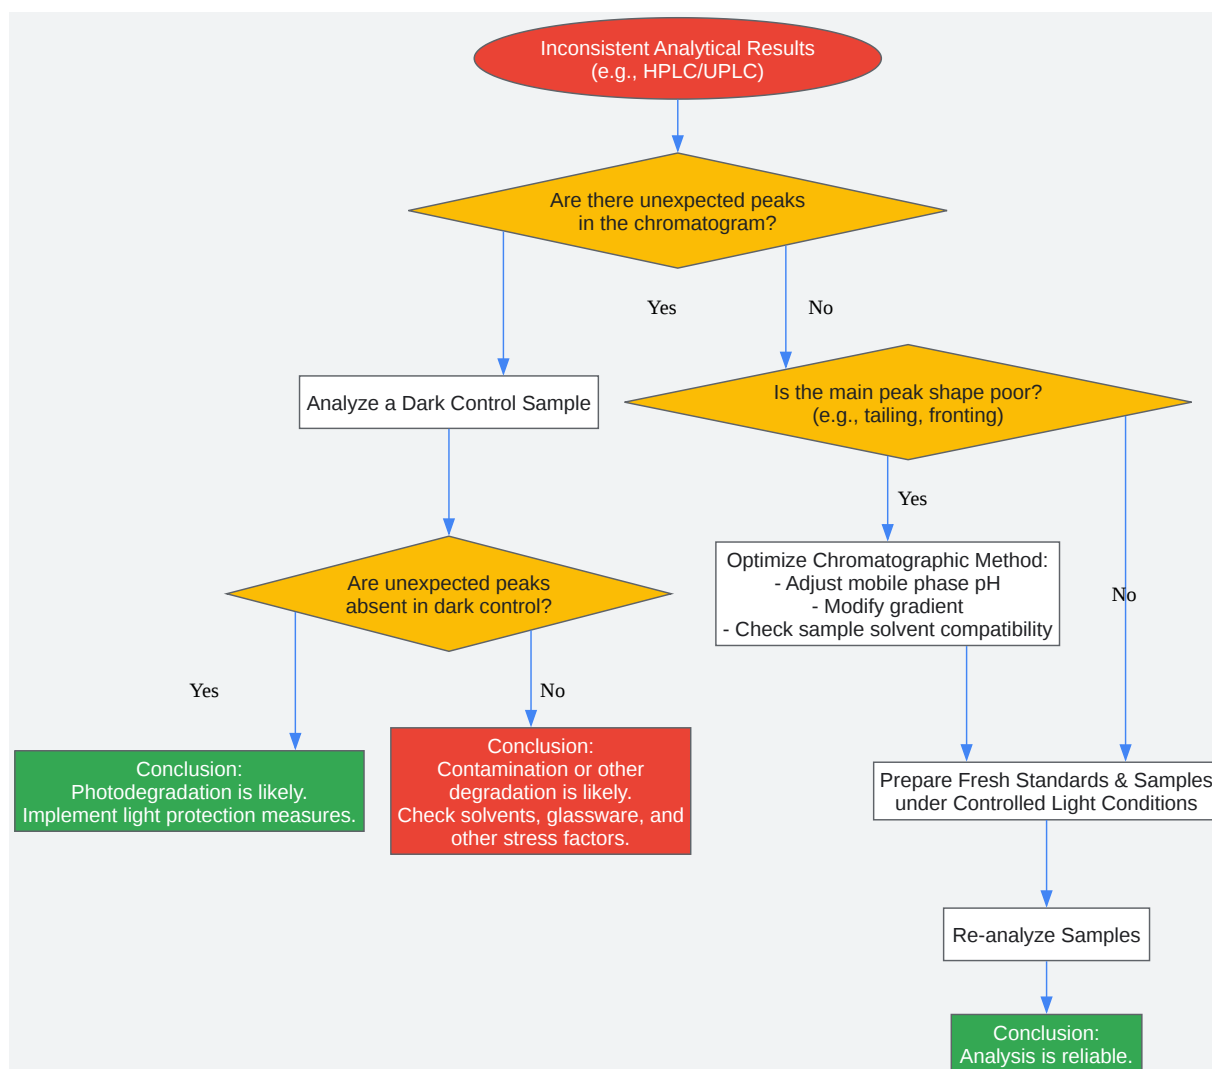 Inconsistent Analytical Results
(e.g., HPLC/UPLC)
Are there unexpected peaks
in the chromatogram?
Yes
No
Analyze a Dark Control Sample
Is the main peak shape poor?
(e.g., tailing, fronting)
Yes
Optimize Chromatographic Method:
- Adjust mobile phase pH
- Modify gradient
- Check sample solvent compatibility
No
Are unexpected peaks
absent in dark control?
Yes
No
Conclusion:
Photodegradation is likely.
Implement light protection measures.
Conclusion:
Contamination or other
degradation is likely.
Check solvents, glassware, and
other stress factors.
Prepare Fresh Standards & Samples
under Controlled Light Conditions
Re-analyze Samples
Conclusion:
Analysis is reliable.